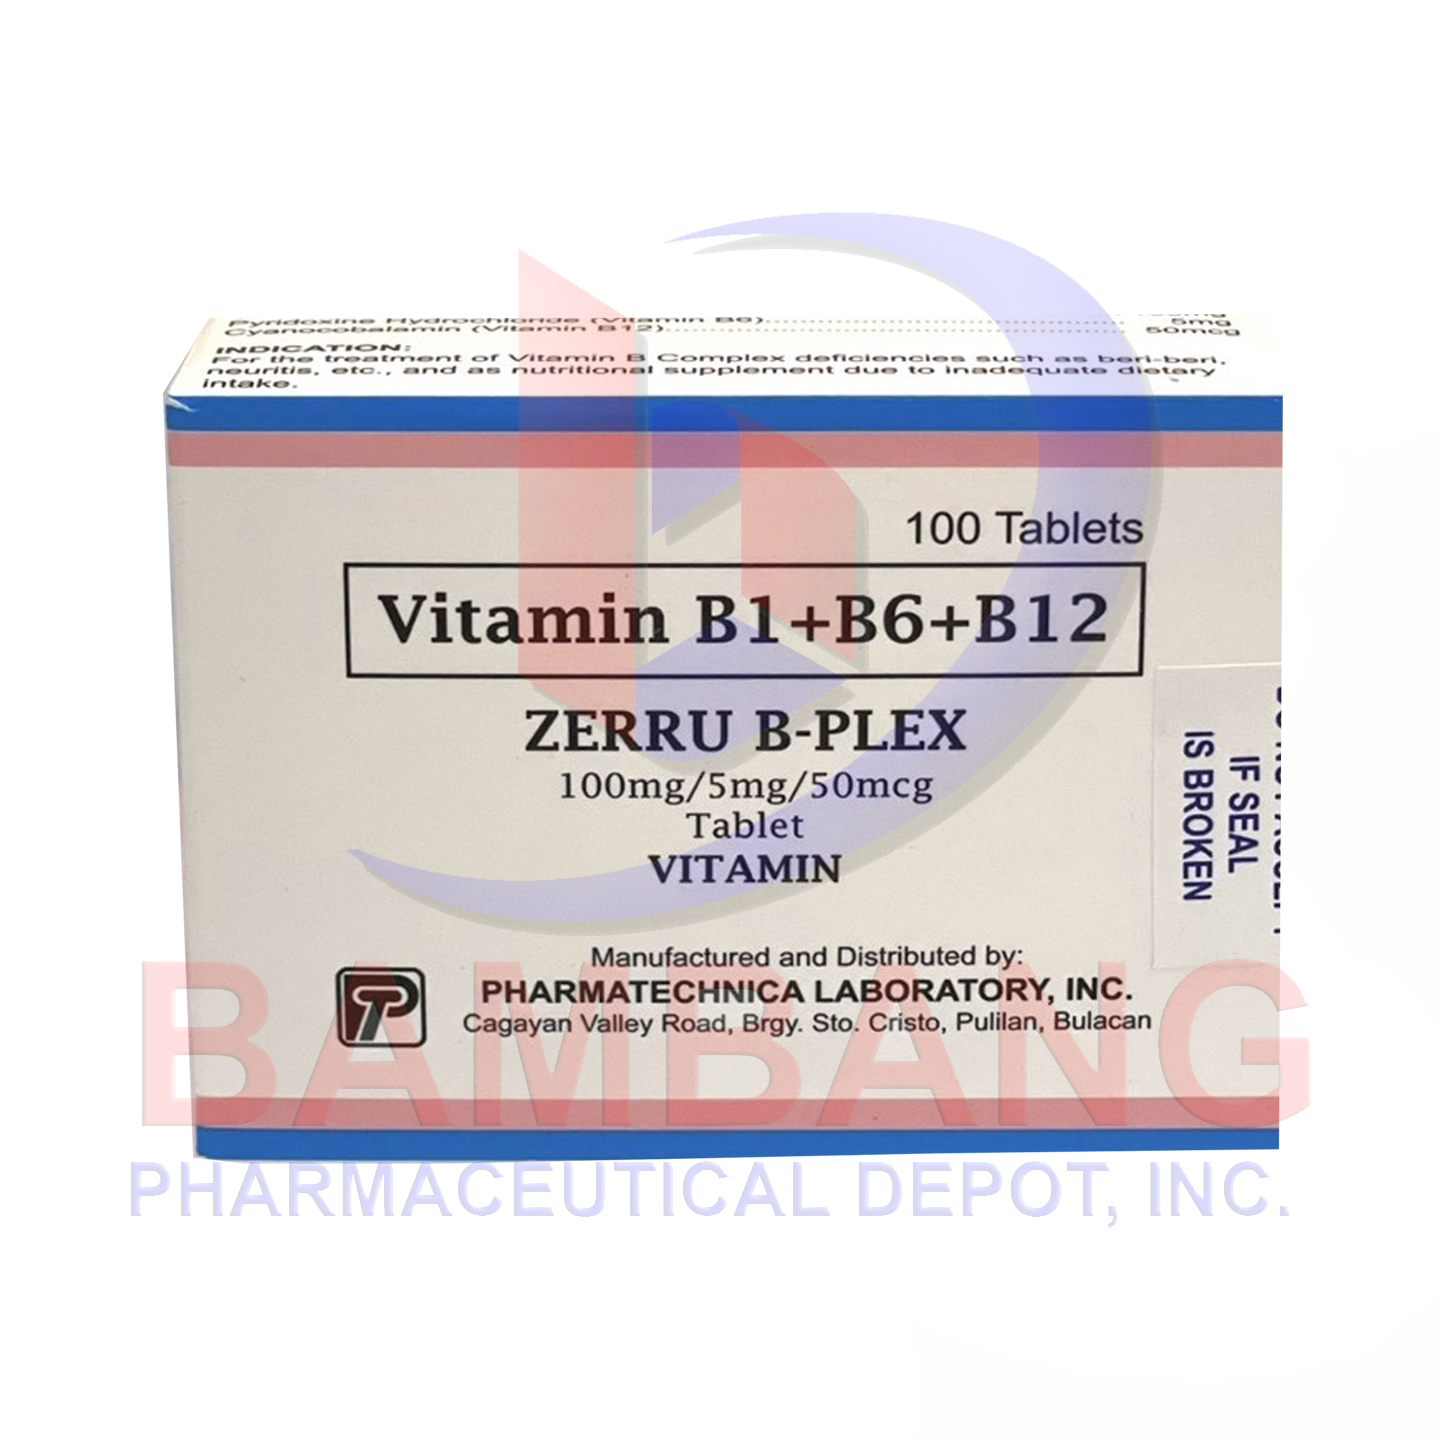 Pyridoxine Hydrochloride (Vitamin B6)............ 5mg
Cyanocobalamin (Vitamin B12)............ 50mcg
INDICATION:
For the treatment of Vitamin B Complex deficiencies such as beri-beri,
neuritis, etc., and as nutritional supplement due to inadequate dietary
intake.
100 Tablets
Vitamin B1+B6+B12
ZERRU B-PLEX
100mg/5mg/50mcg
Tablet
VITAMIN
IF SEAL
IS BROKEN
Manufactured and Distributed by:
PHARMATECHNICA LABORATORY, INC.
Cagayan Valley Road, Brgy. Sto. Cristo, Pulilan, Bulacan
BAMBANG
PHARMACEUTICAL DEPOT, INC.